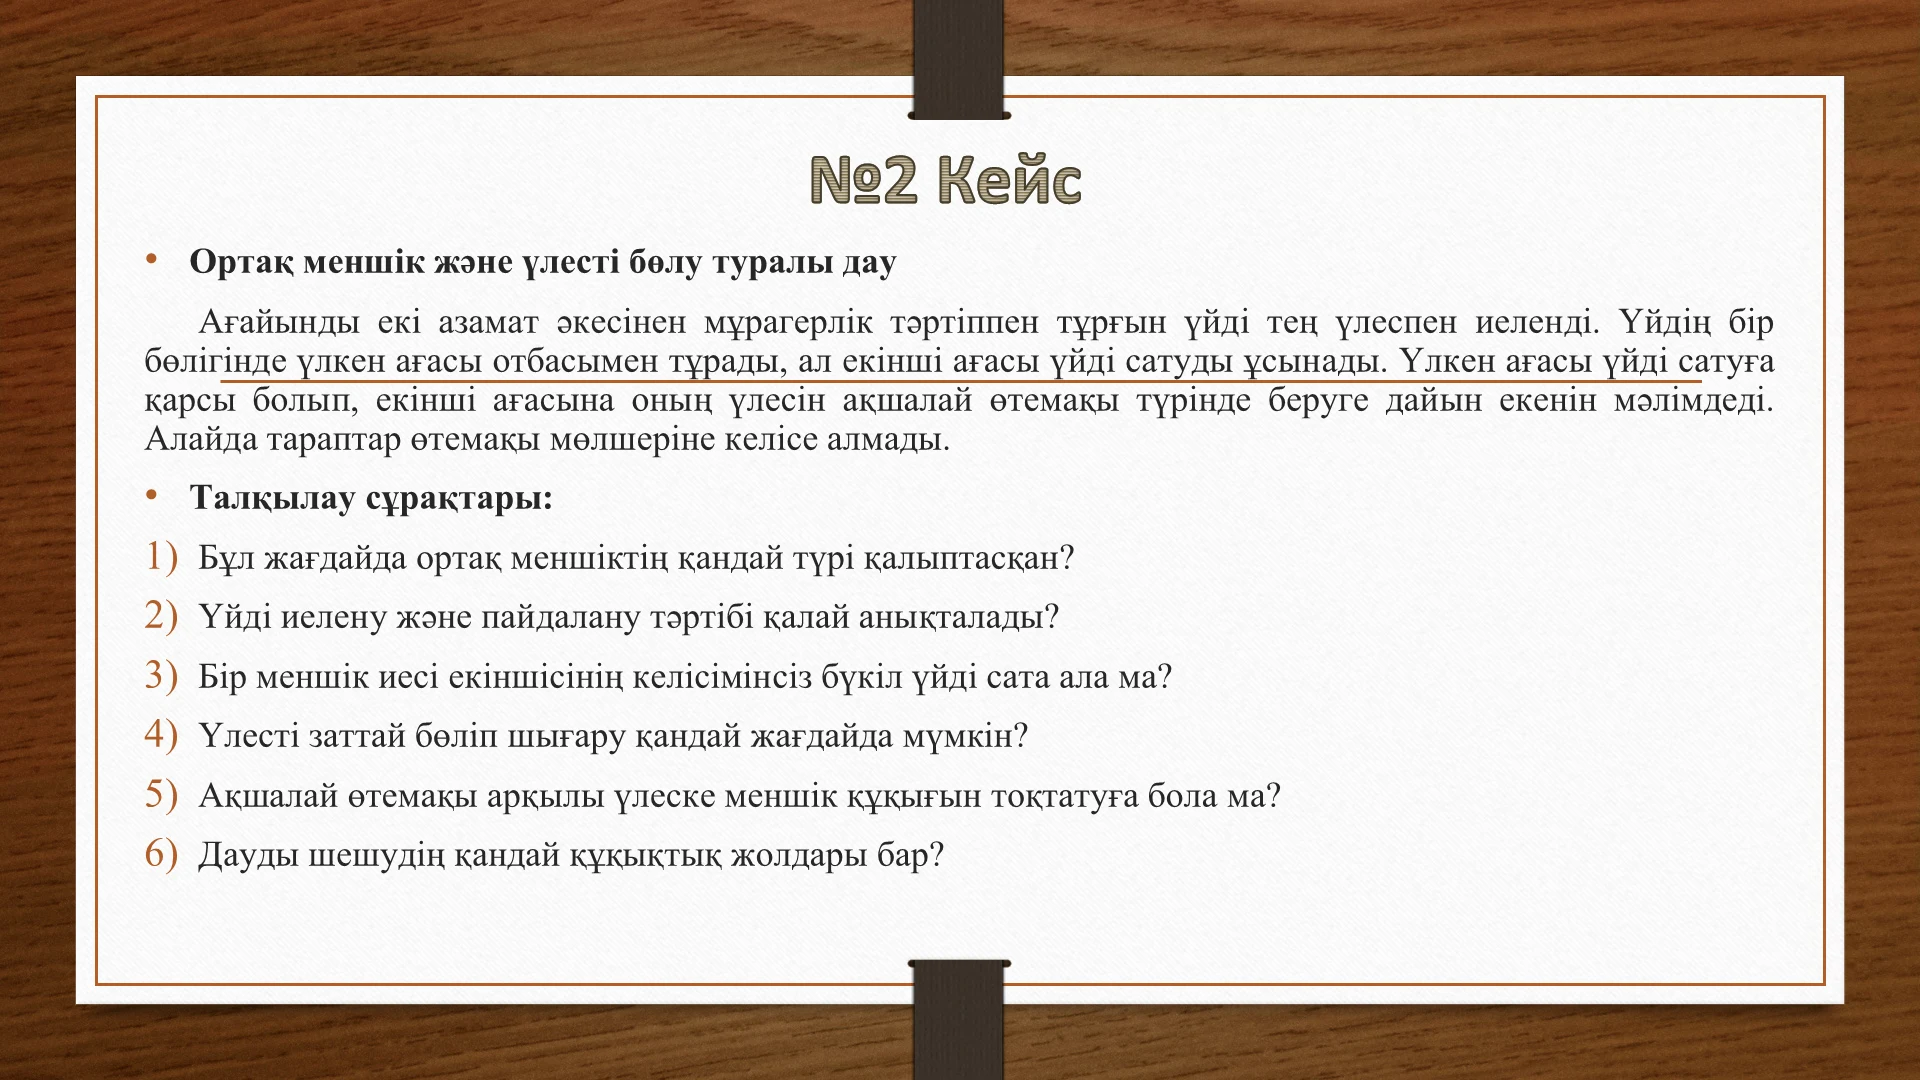 №2 Кейс
• Ортақ меншік және үлесті бөлу туралы дау
Ағайынды екі азамат әкесінен мұрагерлік тәртіппен тұрғын үйді тең үлеспен иеленді. Үйдің бір
бөлігінде үлкен ағасы отбасымен тұрады, ал екінші ағасы үйді сатуды ұсынады. Үлкен ағасы үйді сатуға
қарсы болып, екінші ағасына оның үлесін ақшалай өтемақы түрінде беруге дайын екенін мәлімдеді.
Алайда тараптар өтемақы мөлшеріне келісе алмады.
• Талқылау сұрақтары:
1) Бұл жағдайда ортақ меншіктің қандай түрі қалыптасқан?
2) Үйді иелену және пайдалану тәртібі қалай анықталады?
3) Бір меншік иесі екіншісінің келісімінсіз бүкіл үйді сата ала ма?
4) Үлесті заттай бөліп шығару қандай жағдайда мүмкін?
5) Ақшалай өтемақы арқылы үлеске меншік құқығын тоқтатуға бола ма?
6) Дауды шешудің қандай құқықтық жолдары бар?